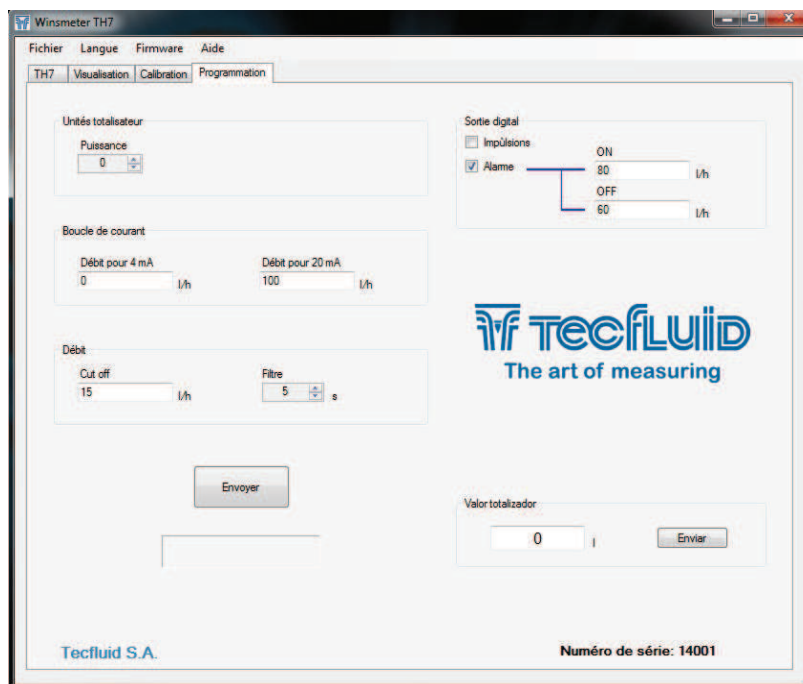 Winsmeter TH7
Fichier Langue Firmware Aide
TH7 Visualisation Calibration Programmation
Unités totalisateur
Puissance
0
Boucle de courant
Débit pour 4 mA Débit pour 20 mA
0 l/h 100 l/h
Débit
Cut off Filtre
15 l/h 5 s
Envoyer
Sortie digital
Impûlsions
Alarme
ON
80 l/h
OFF
60 l/h
TECFLUID
The art of measuring
Valor totalizador
0 l Enviar
Tecfluid S.A. Numéro de série: 14001